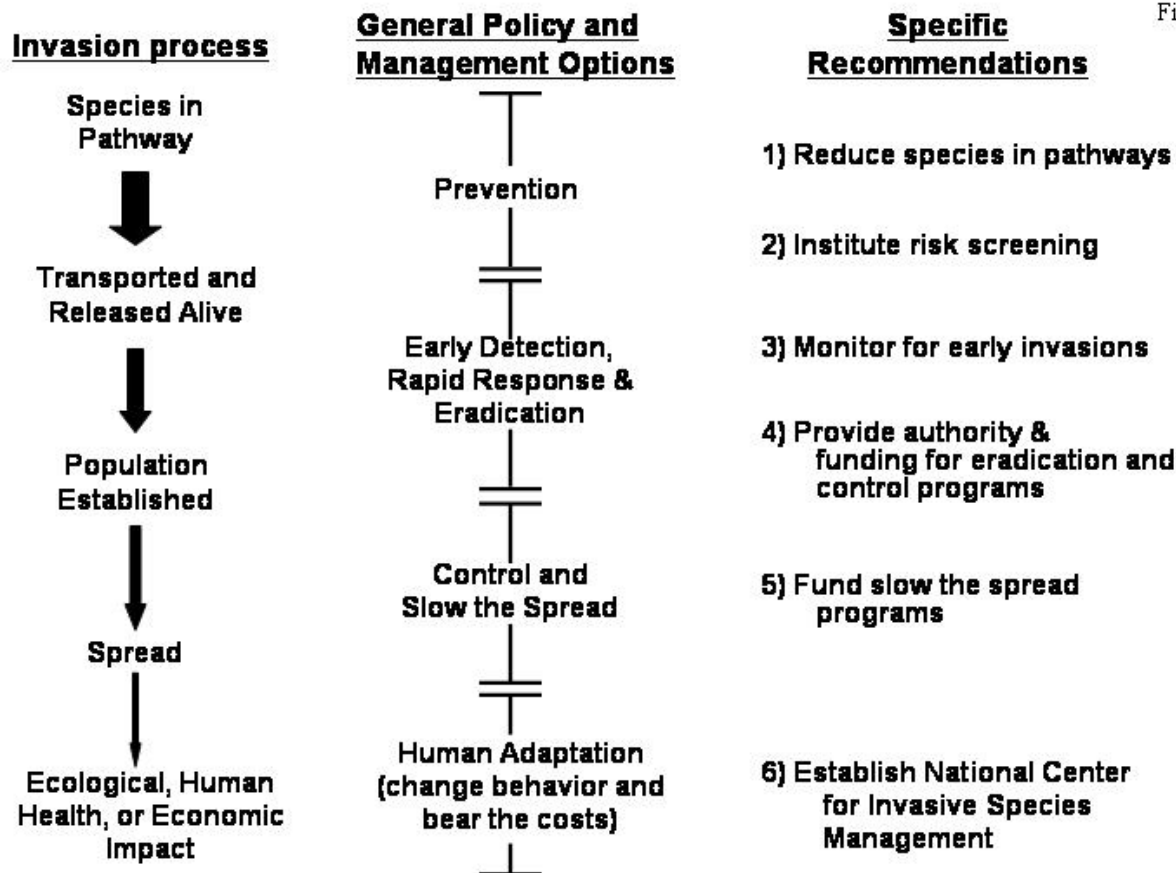 Invasion process
Species in
Pathway
Transported and
Released Alive
Population
Established
Spread
Ecological, Human
Health, or Economic
Impact
General Policy and
Management Options
Prevention
Early Detection,
Rapid Response &
Eradication
Control and
Slow the Spread
Human Adaptation
(change behavior and
bear the costs)
Specific
Recommendations
1) Reduce species in pathways
2) Institute risk screening
3) Monitor for early invasions
4) Provide authority &
funding for eradication and
control programs
5) Fund slow the spread
programs
6) Establish National Center
for Invasive Species
Management